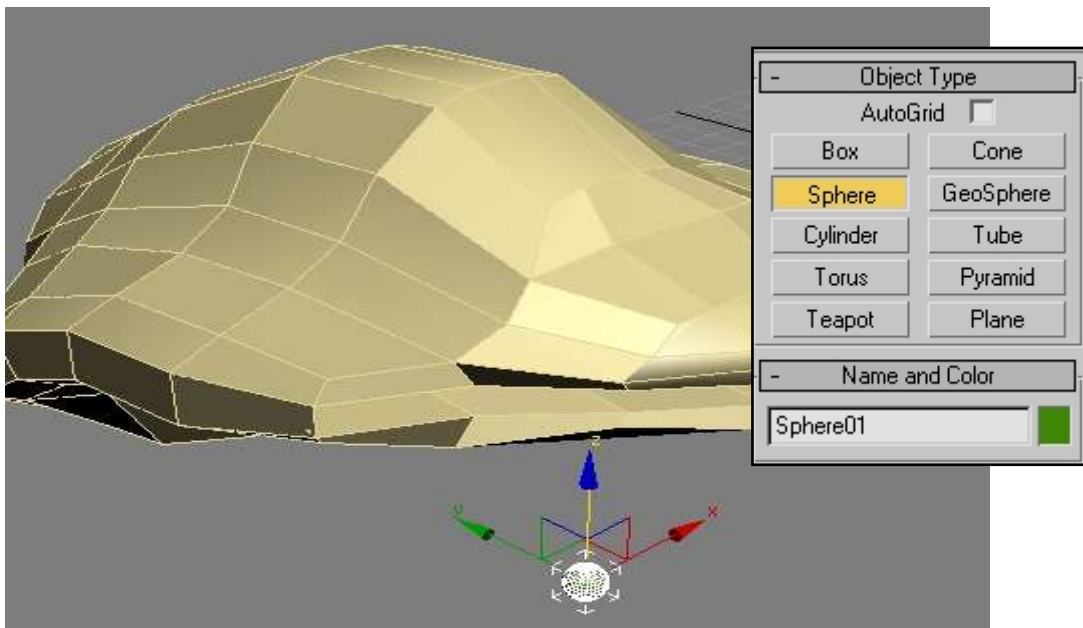 - Object Type
AutoGrid
Box Cone
Sphere GeoSphere
Cylinder Tube
Torus Pyramid
Teapot Plane
- Name and Color
Sphere01
z
y x